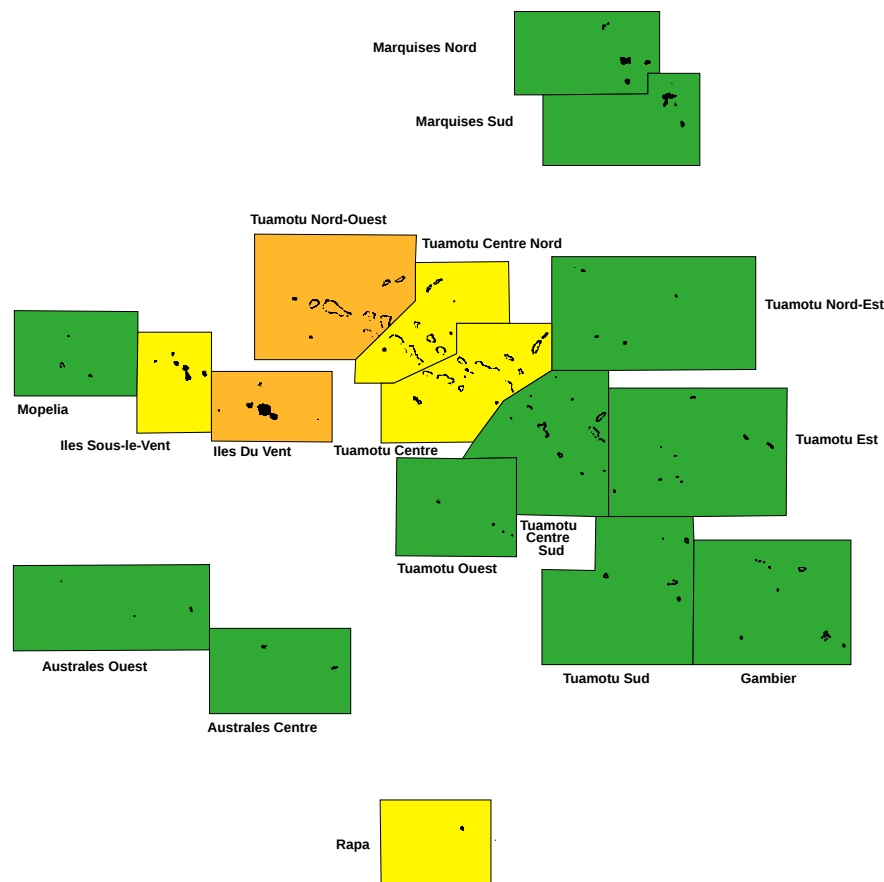 Marquises Nord
Marquises Sud
Tuamotu Nord-Ouest
Tuamotu Centre Nord
Tuamotu Nord-Est
Mopelia
Iles Sous-le-Vent
Iles Du Vent
Tuamotu Centre
Tuamotu Est
Tuamotu
Centre
Sud
Tuamotu Ouest
Australes Ouest
Tuamotu Sud
Gambier
Australes Centre
Rapa